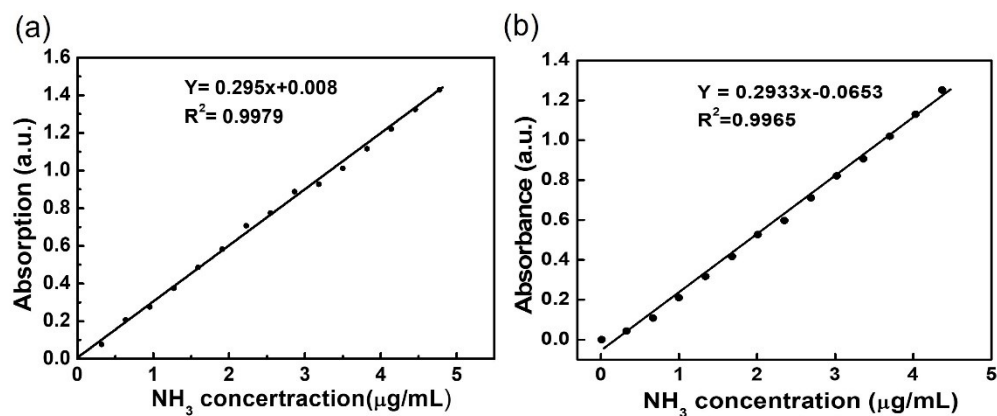 (a)
Y= 0.295x+0.008
R²= 0.9979
Absorption (a.u.)
1.6
1.4
1.2
1.0
0.8
0.6
0.4
0.2
0.0
0 1 2 3 4 5
NH₃ concertraction(μg/mL)
(b)
Y = 0.2933x-0.0653
R²=0.9965
Absorbance (a.u.)
1.4
1.2
1.0
0.8
0.6
0.4
0.2
0.0
0 1 2 3 4 5
NH₃ concentration (μg/mL)